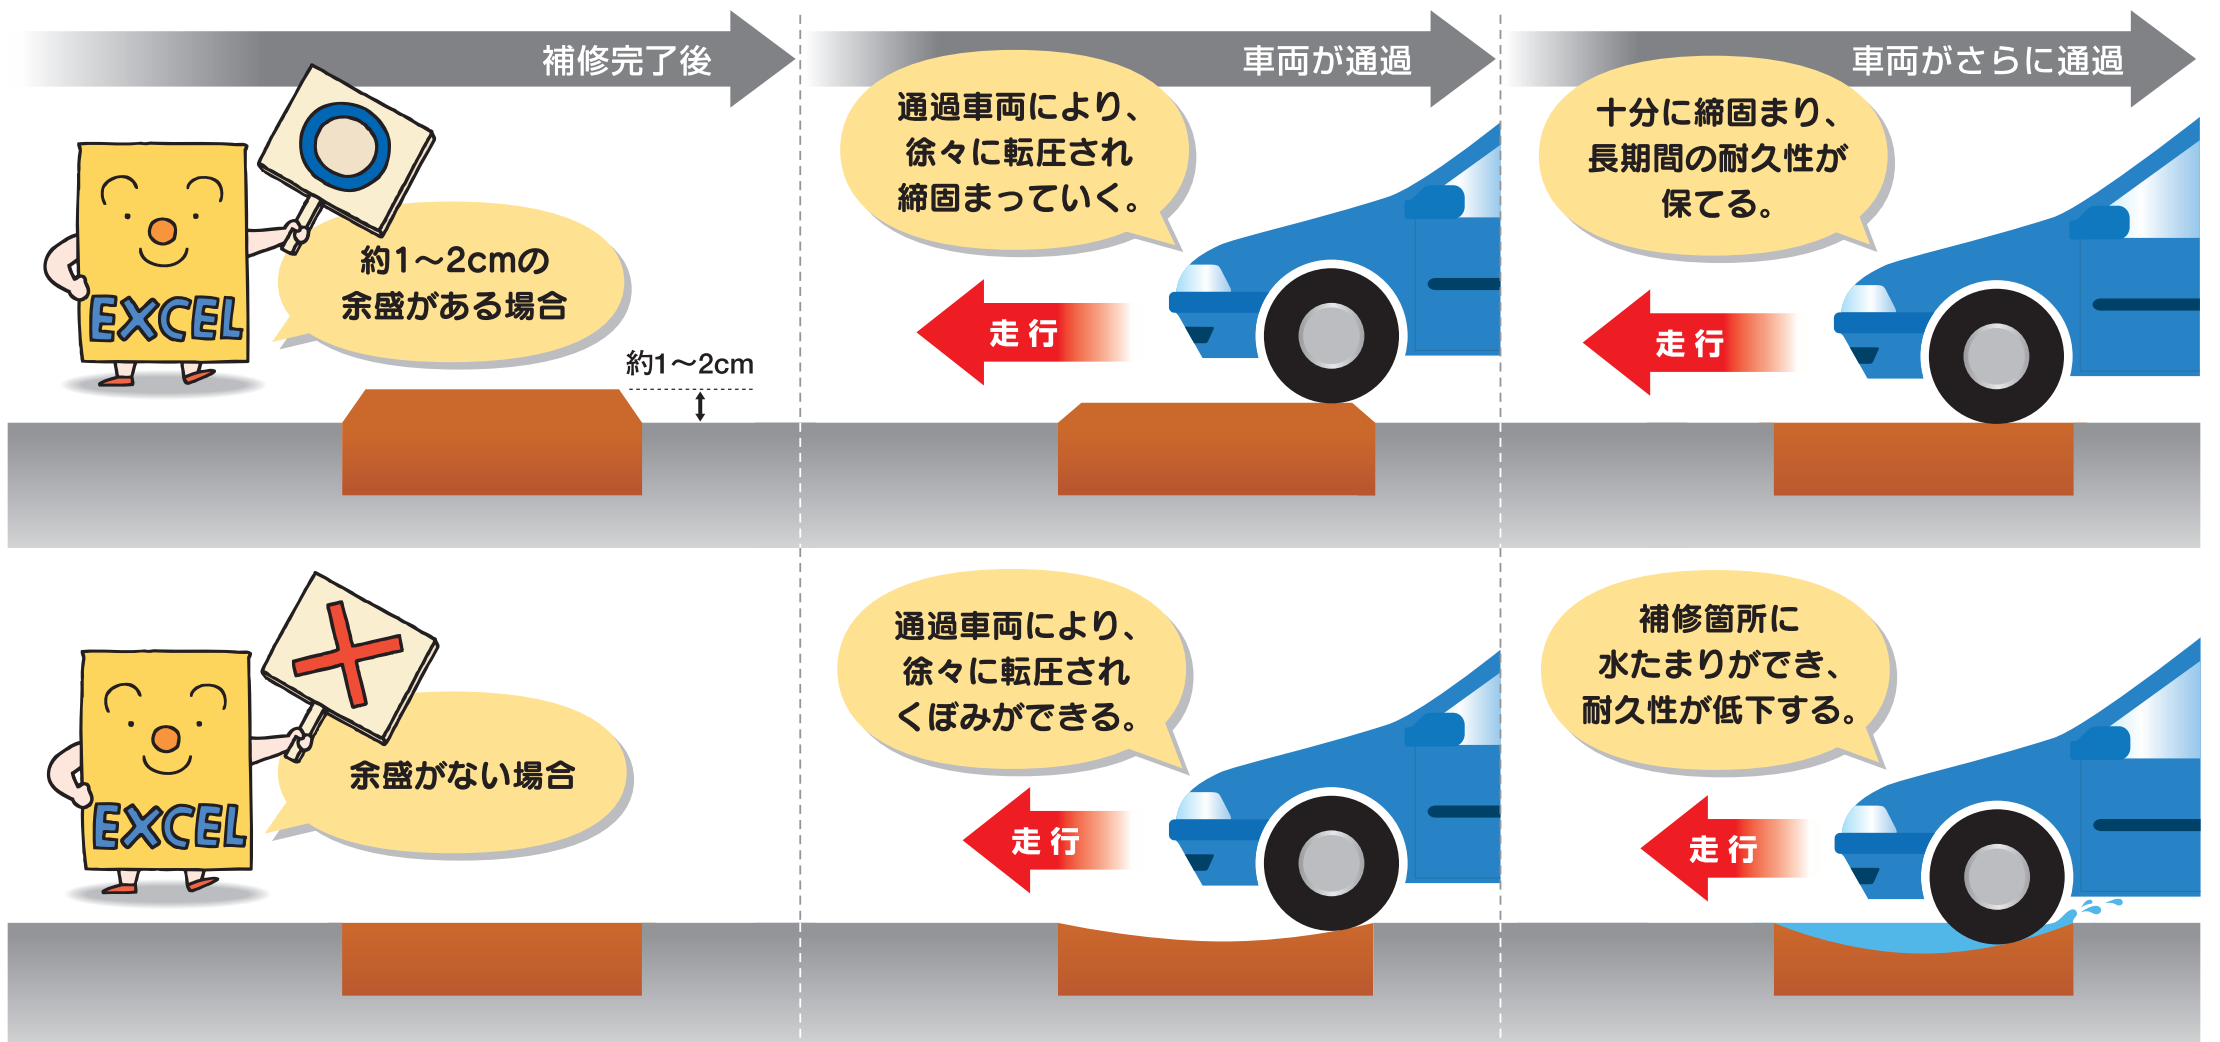 補修完了後
車両が通過
車両がさらに通過
EXCEL
約1～2cmの
余盛がある場合
約1～2cm
通過車両により、
徐々に転圧され
締固まっていく。
走行
十分に締固まり、
長期間の耐久性が
保てる。
走行
EXCEL
余盛がない場合
通過車両により、
徐々に転圧され
くぼみができる。
走行
補修箇所に
水たまりができ、
耐久性が低下する。
走行